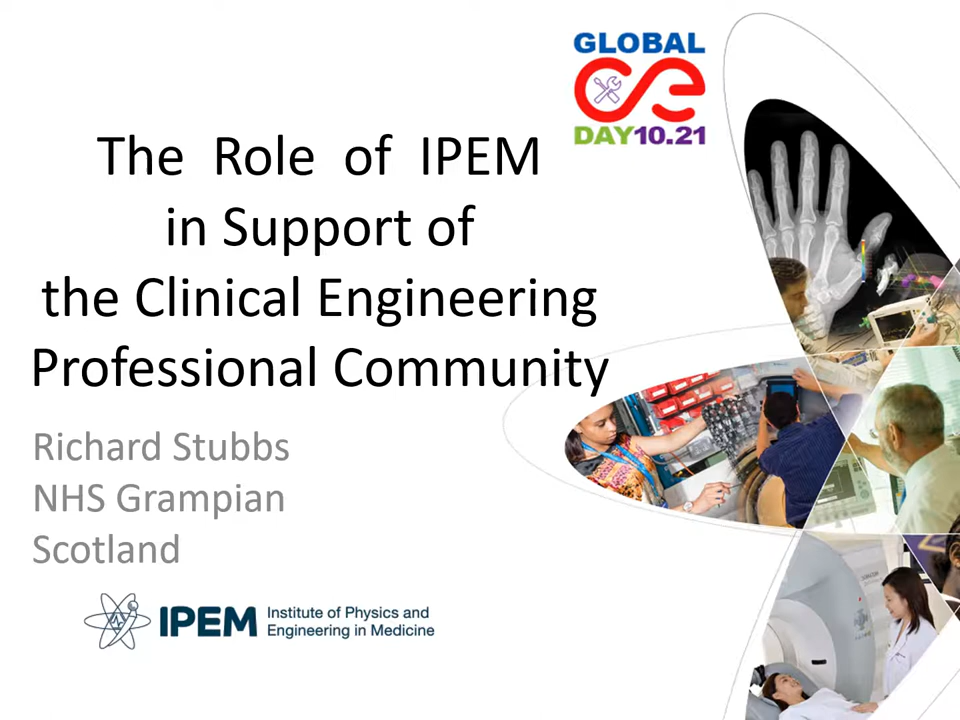 GLOBAL
CE
DAY10.21
The Role of IPEM
in Support of
the Clinical Engineering
Professional Community
Richard Stubbs
NHS Grampian
Scotland
IPEM
Institute of Physics and
Engineering in Medicine